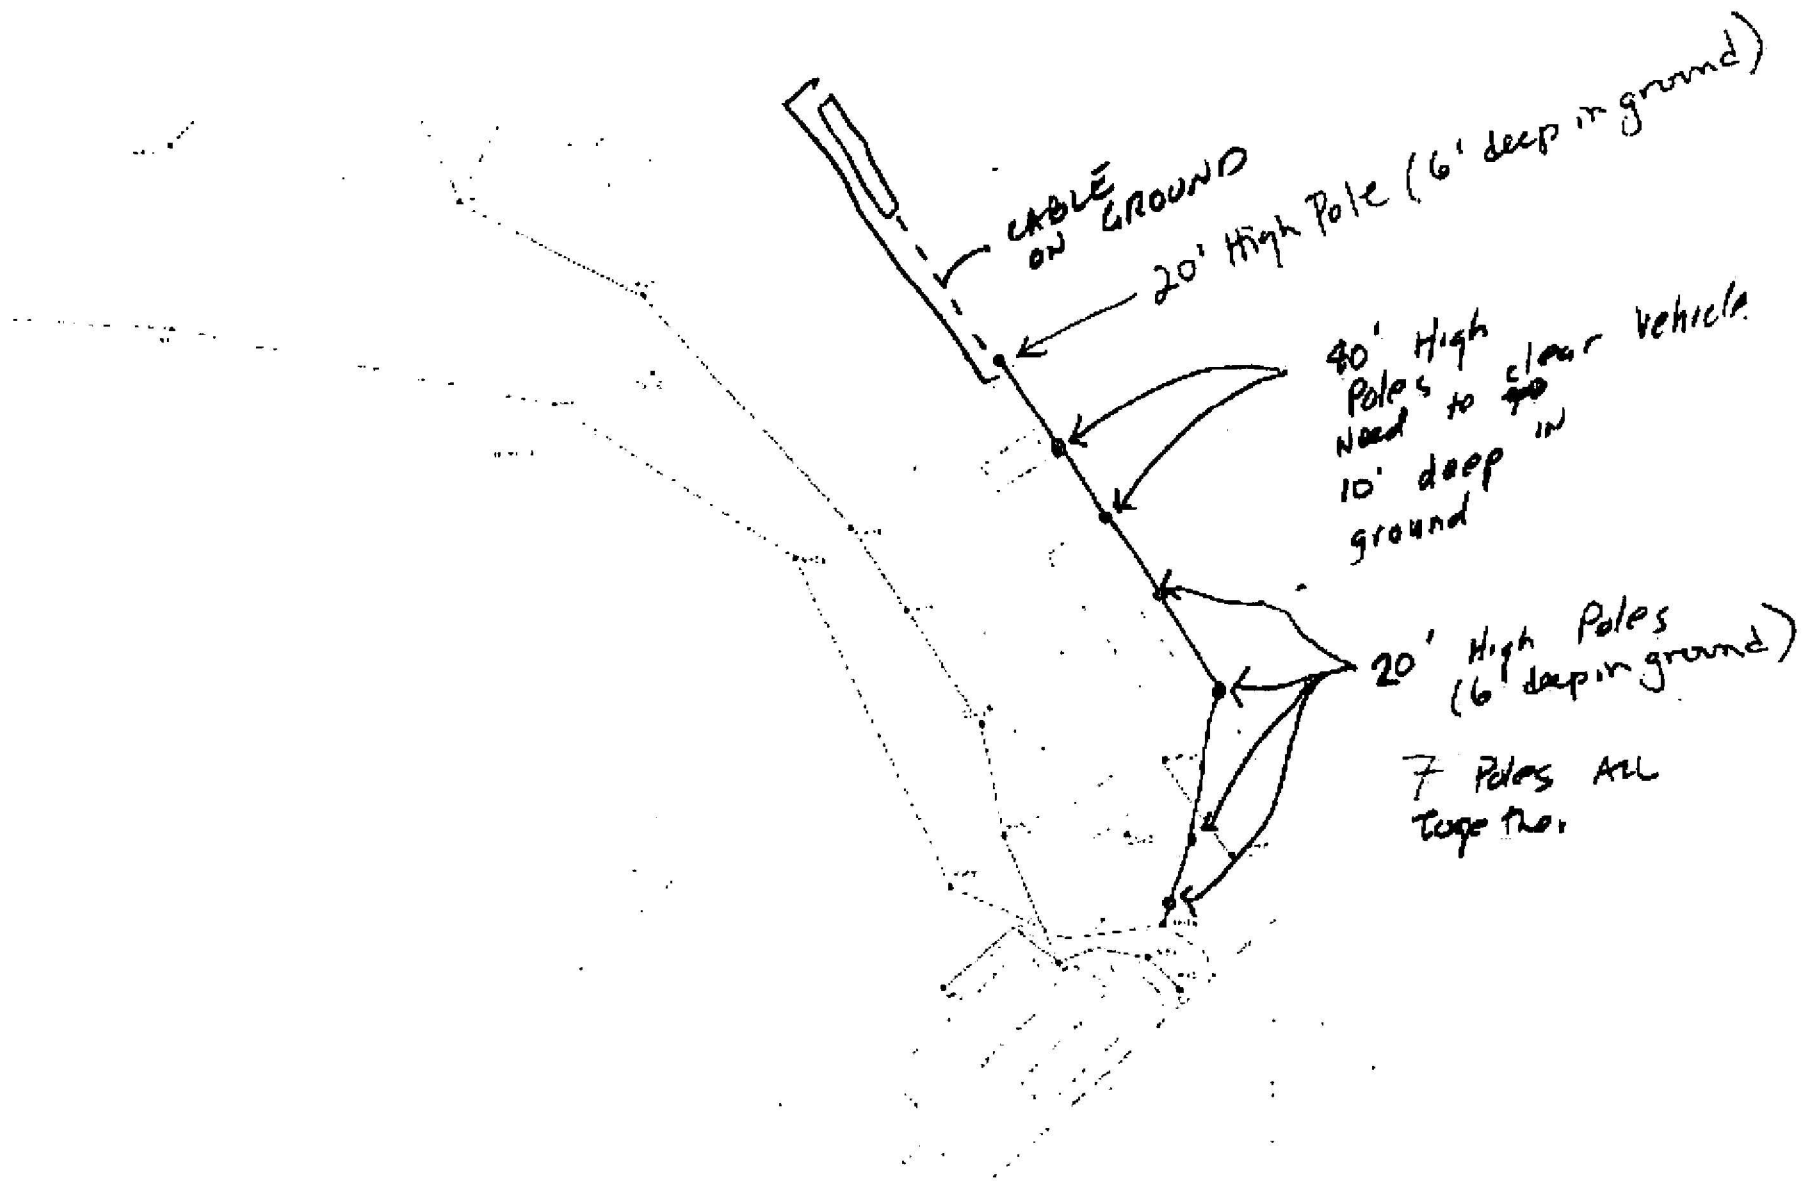 CABLE
ON GROUND
20' High Pole (6' deep in ground)
40' High
Poles
Need to clear Vehicle
10' deep IN
ground
20' High Poles
(6' deep in ground)
7 Poles ALL
Together